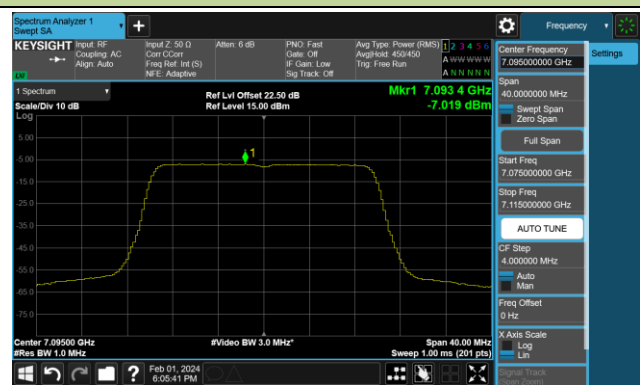 Spectrum Analyzer 1
Swept SA
Frequency
KEYSIGHT
Input: RF
Coupling: AC
Align: Auto
Input Z: 50 Ω
Corr CCorr
Freq Ref: Int (S)
NFE: Adaptive
Atten: 6 dB
PNO: Fast
Gate: Off
IF Gain: Low
Sig Track: Off
Avg Type: Power (RMS)
Avg|Hold: 450/450
Trig: Free Run
1 2 3 4 5 6
A W W W W W
A N N N N N
LV
1 Spectrum
Scale/Div 10 dB
Log
Ref Lvl Offset 22.50 dB
Ref Level 15.00 dBm
Mkr1 7.093 4 GHz
-7.019 dBm
1
5.00
-5.00
-15.0
-25.0
-35.0
-45.0
-55.0
-65.0
-75.0
Center 7.09500 GHz
#Res BW 1.0 MHz
#Video BW 3.0 MHz*
Span 40.00 MHz
Sweep 1.00 ms (201 pts)
Feb 01, 2024
6:05:41 PM
?
Center Frequency
7.095000000 GHz
Settings
Span
40.0000000 MHz
Swept Span
Zero Span
Full Span
Start Freq
7.075000000 GHz
Stop Freq
7.115000000 GHz
AUTO TUNE
CF Step
4.000000 MHz
Auto
Man
Freq Offset
0 Hz
X Axis Scale
Log
Lin
Signal Track
(Span Zoom)